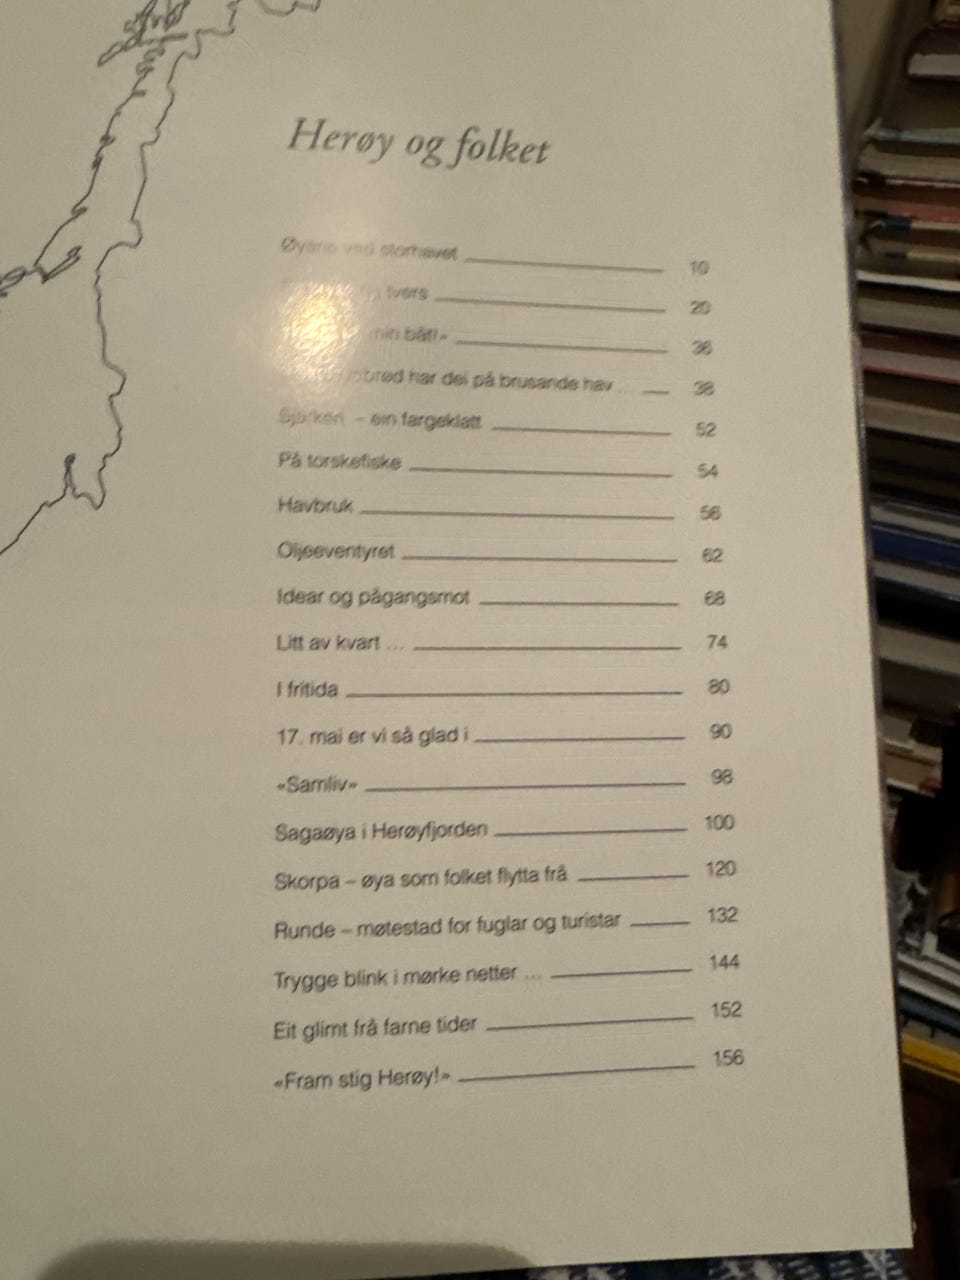 Herøy og folket
Øyane ved storhavet 10
tvers 20
min båt!» 36
brød har dei på brusande hav ... 38
Sjarken – ein fargeklatt 52
På torskefiske 54
Havbruk 56
Oljeeventyret 62
Idear og pågangsmot 68
Litt av kvart ... 74
I fritida 80
17. mai er vi så glad i 90
«Samliv» 98
Sagaøya i Herøyfjorden 100
Skorpa – øya som folket flytta frå 120
Runde – møtestad for fuglar og turistar 132
Trygge blink i mørke netter ... 144
Eit glimt frå farne tider 152
«Fram stig Herøy!» 156